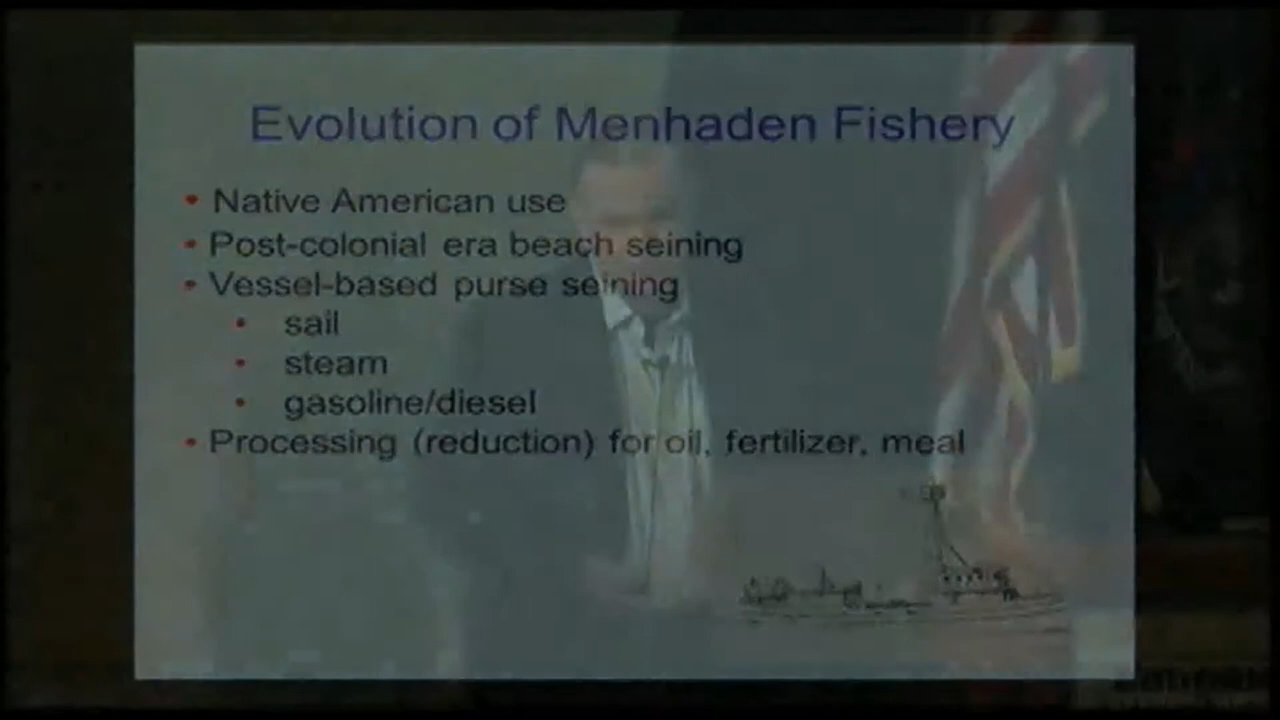 Evolution of Menhaden Fishery
• Native American use
• Post-colonial era beach seining
• Vessel-based purse seining
• sail
• steam
• gasoline/diesel
• Processing (reduction) for oil, fertilizer, meal